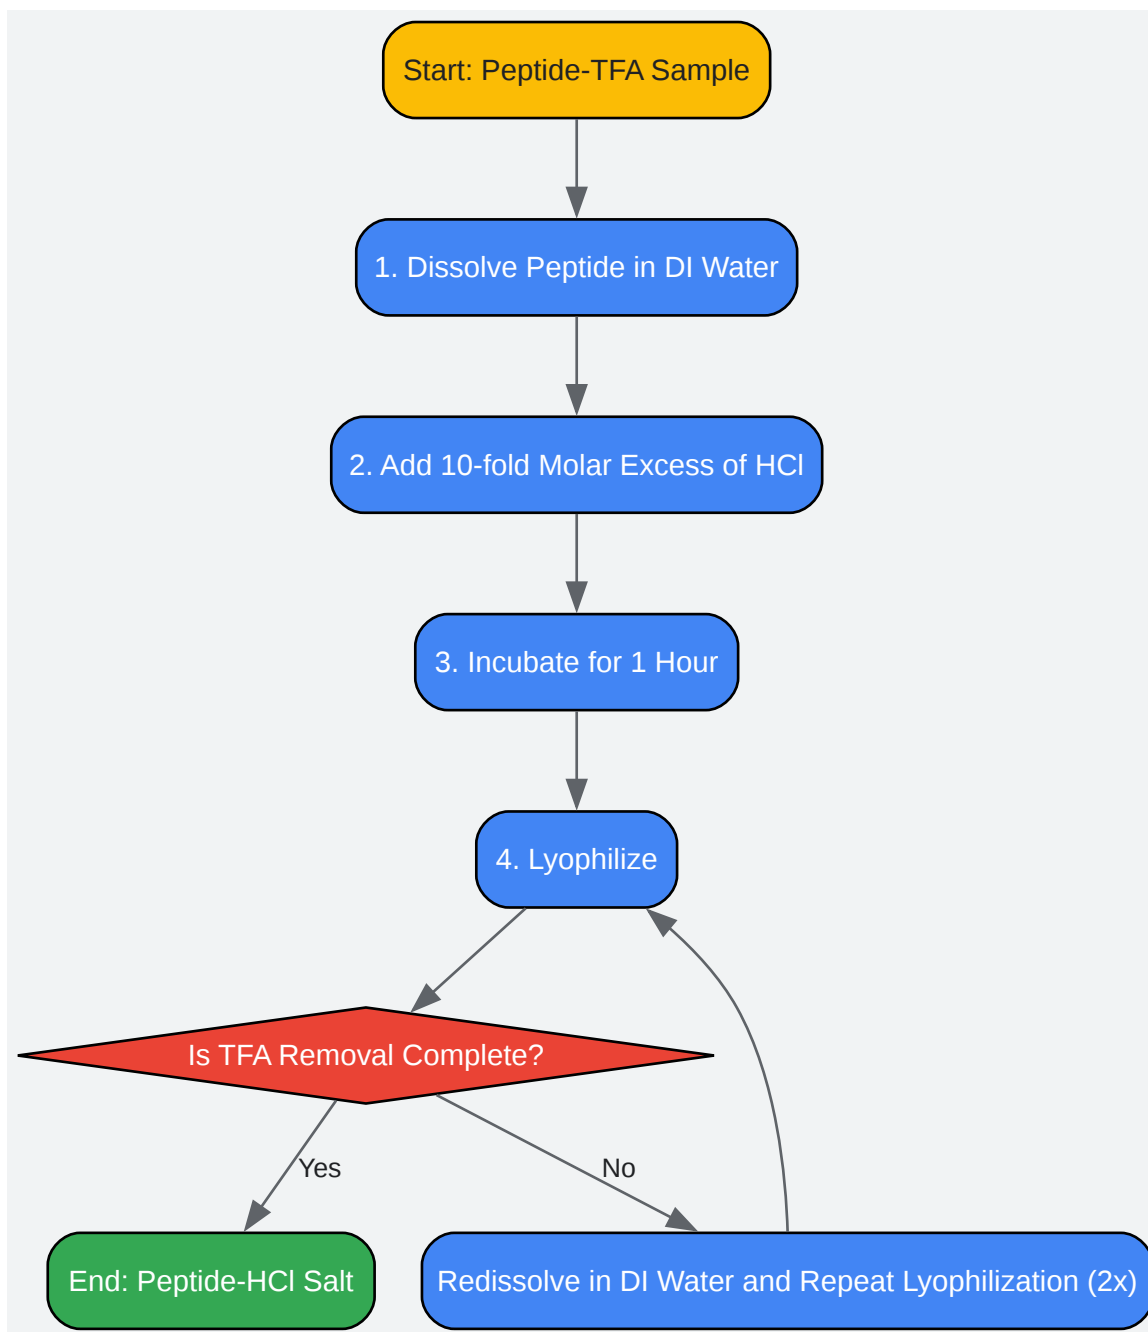 Start: Peptide-TFA Sample
1. Dissolve Peptide in DI Water
2. Add 10-fold Molar Excess of HCl
3. Incubate for 1 Hour
4. Lyophilize
Is TFA Removal Complete?
Yes
No
End: Peptide-HCl Salt
Redissolve in DI Water and Repeat Lyophilization (2x)